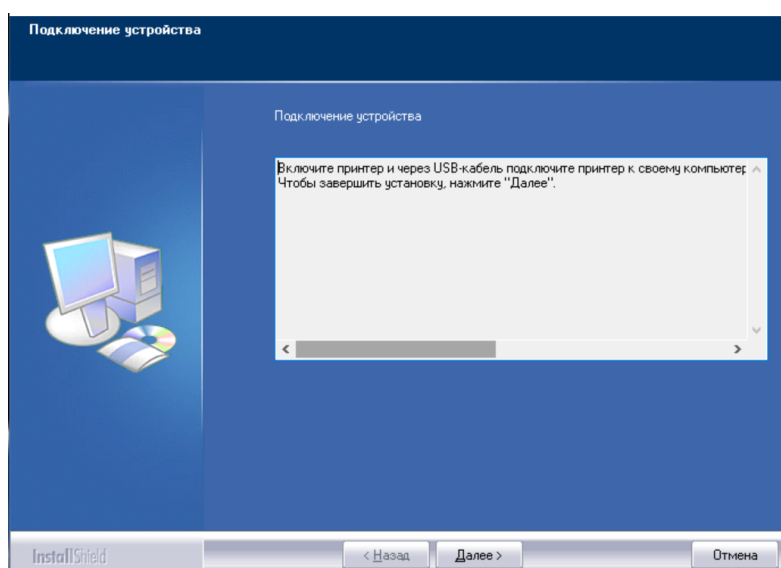 Подключение устройства
Подключение устройства
Включите принтер и через USB-кабель подключите принтер к своему компьютер
Чтобы завершить установку, нажмите "Далее".
InstallShield
< Назад
Далее >
Отмена